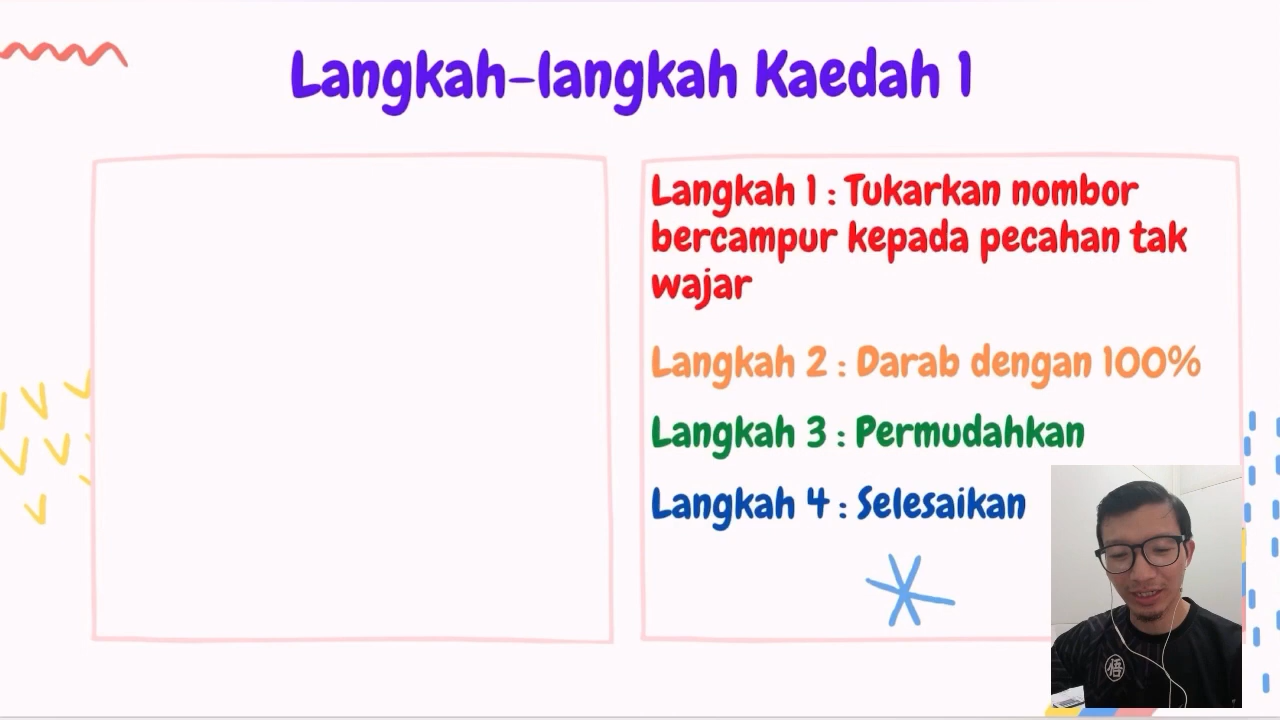 Langkah-langkah Kaedah 1
Langkah 1 : Tukarkan nombor
bercampur kepada pecahan tak
wajar
Langkah 2 : Darab dengan 100%
Langkah 3 : Permudahkan
Langkah 4 : Selesaikan
悟